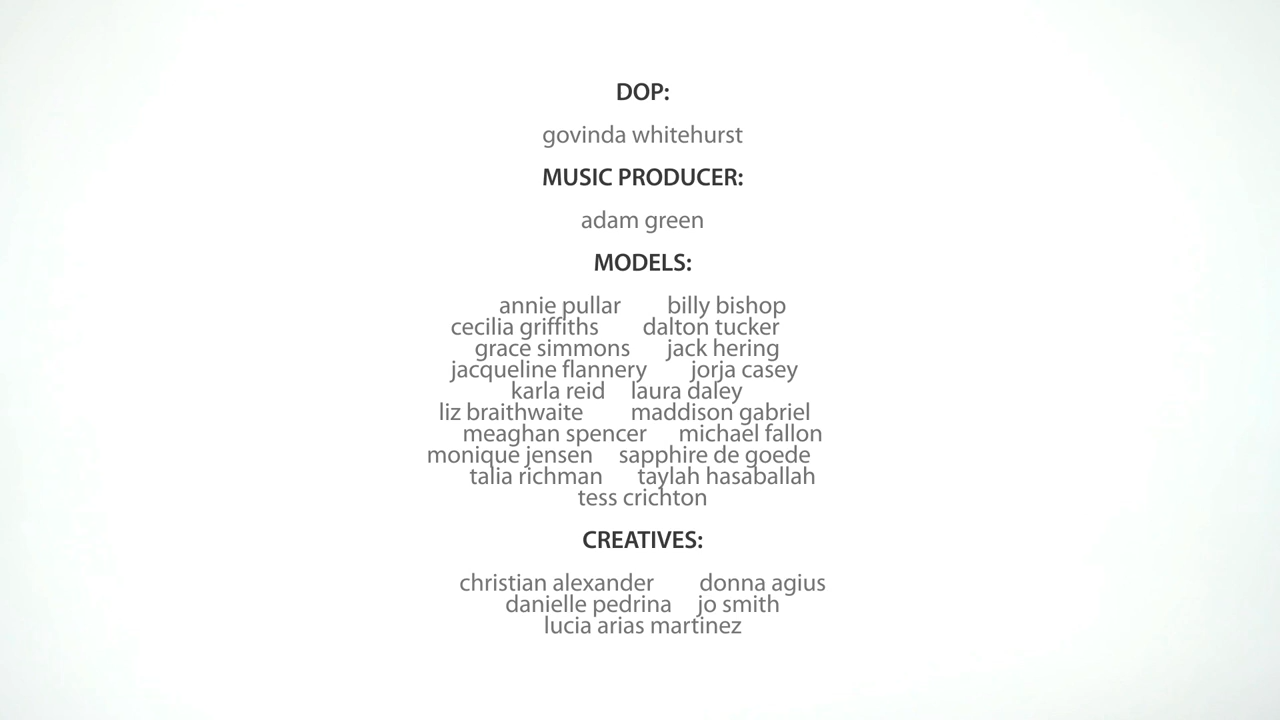 DOP:
govinda whitehurst
MUSIC PRODUCER:
adam green
MODELS:
annie pullar billy bishop
cecilia griffiths dalton tucker
grace simmons jack hering
jacqueline flannery jorja casey
karla reid laura daley
liz braithwaite maddison gabriel
meaghan spencer michael fallon
monique jensen sapphire de goede
talia richman taylah hasaballah
tess crichton
CREATIVES:
christian alexander donna agius
danielle pedrina jo smith
lucia arias martinez